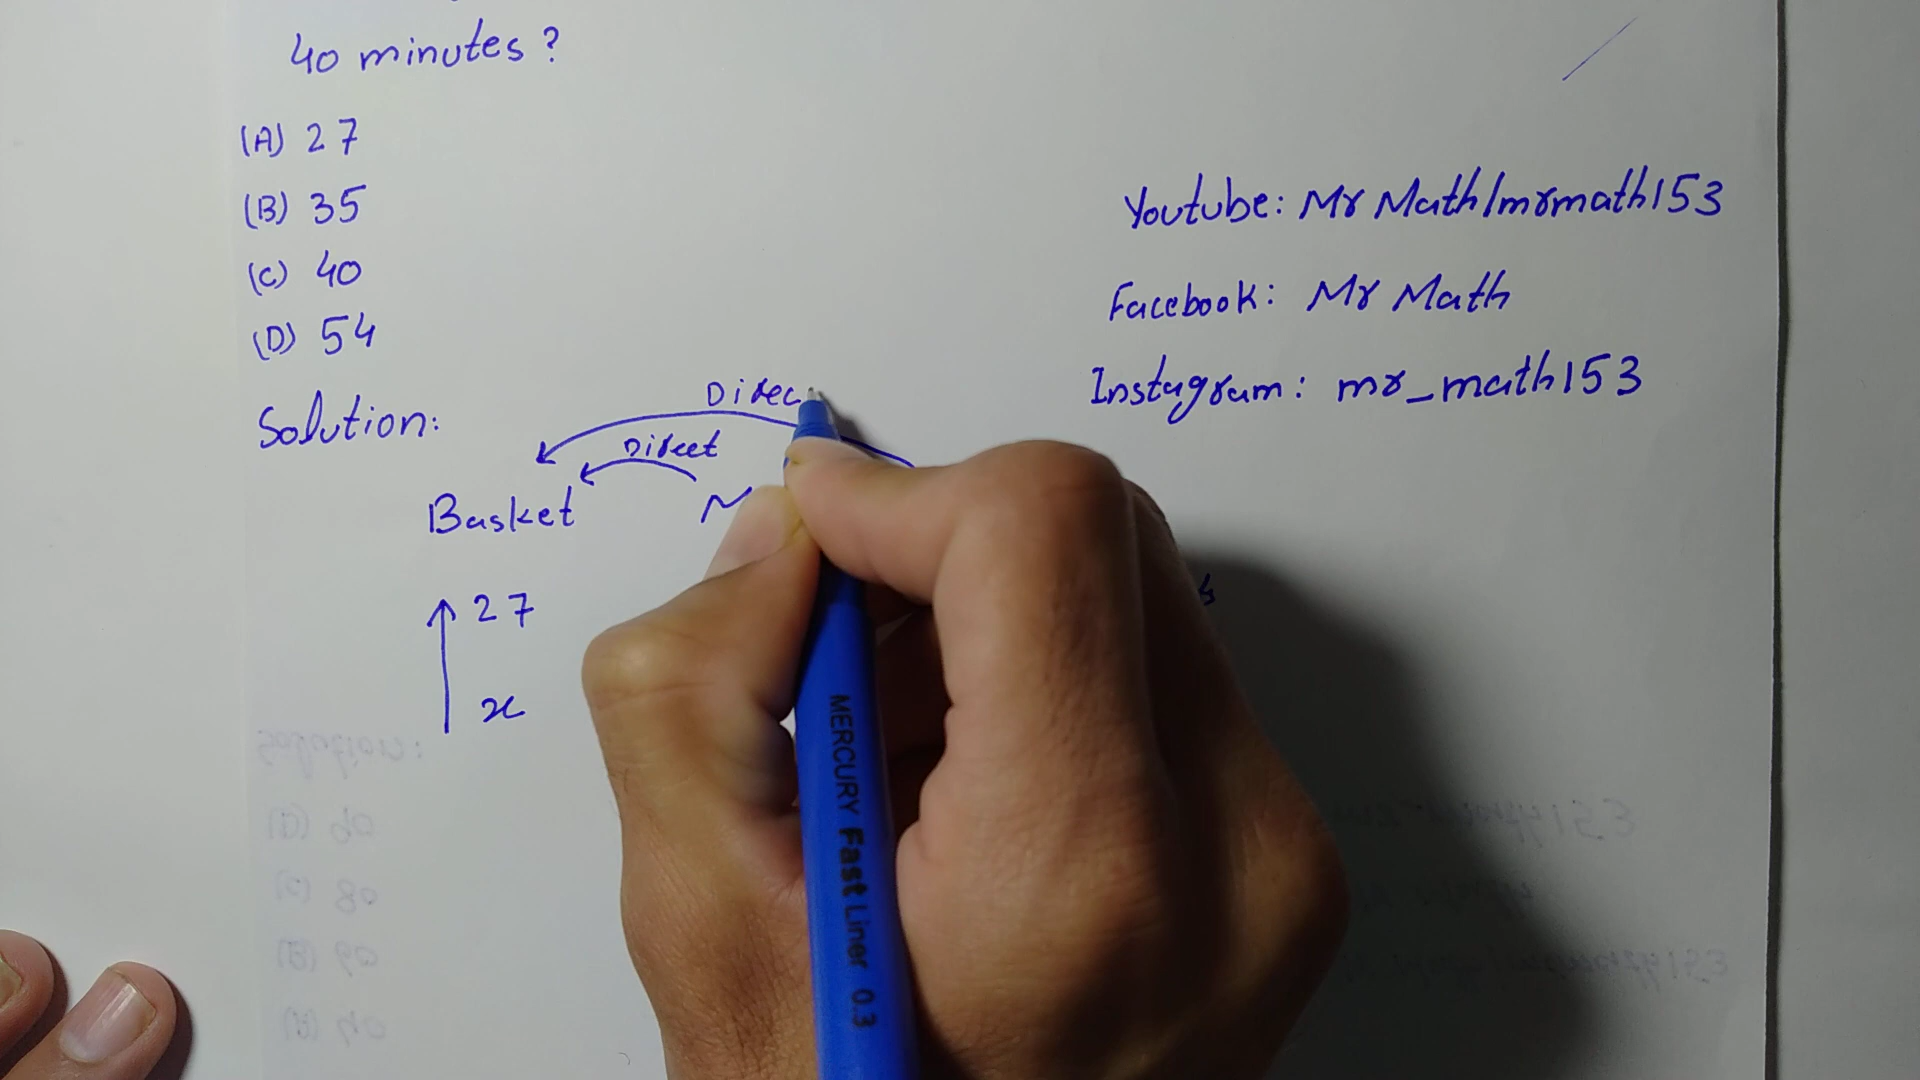 40 minutes ?
(A) 27
(B) 35
(C) 40
(D) 54
Youtube: Mr Math/mrmath153
Facebook: Mr Math
Instagram: mr_math153
Solution:
Direc
Direct
Basket
27
x
MERCURY Fast Liner 0.3